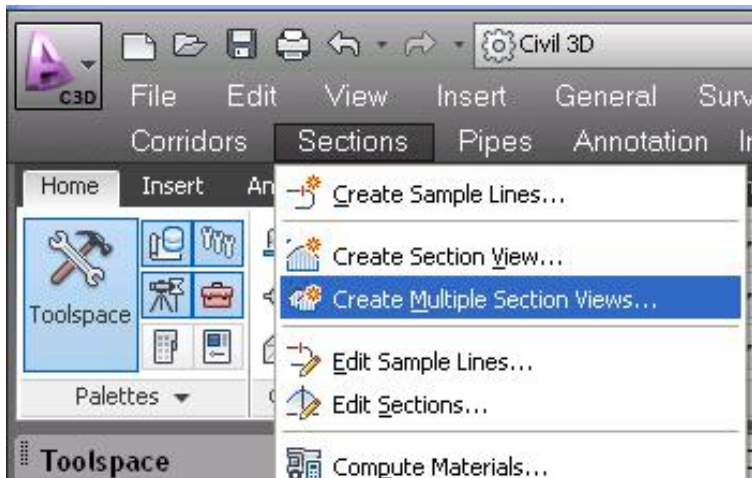 Civil 3D
C3D File Edit View Insert General
Corridors Sections Pipes Annotation
Home Insert
Create Sample Lines...
Create Section View...
Create Multiple Section Views...
Toolspace
Edit Sample Lines...
Palettes
Edit Sections...
Toolspace
Compute Materials...